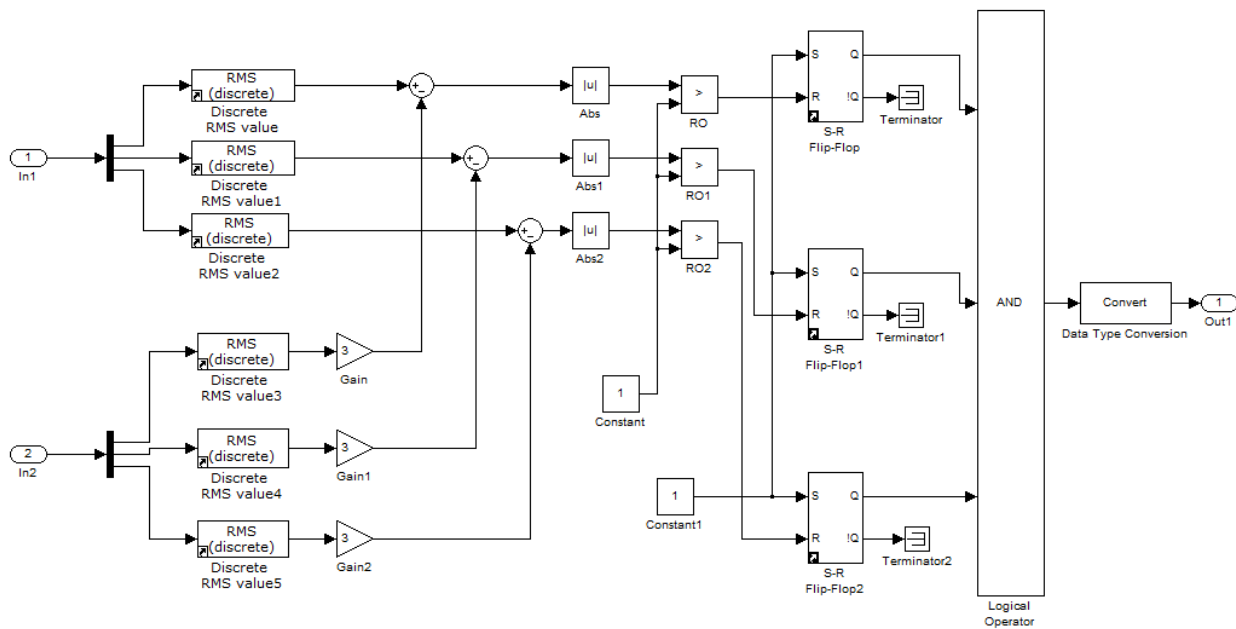 1
In1
RMS
(discrete)
Discrete
RMS value
RMS
(discrete)
Discrete
RMS value1
RMS
(discrete)
Discrete
RMS value2
+
−
+
−
+
−
|u|
Abs
|u|
Abs1
|u|
Abs2
>
RO
>
RO1
>
RO2
S
Q
R
!Q
S-R
Flip-Flop
Terminator
2
In2
RMS
(discrete)
Discrete
RMS value3
RMS
(discrete)
Discrete
RMS value4
RMS
(discrete)
Discrete
RMS value5
3
Gain
3
Gain1
3
Gain2
1
Constant
1
Constant1
S
Q
R
!Q
S-R
Flip-Flop1
Terminator1
S
Q
R
!Q
S-R
Flip-Flop2
Terminator2
AND
Logical
Operator
Convert
Data Type Conversion
1
Out1